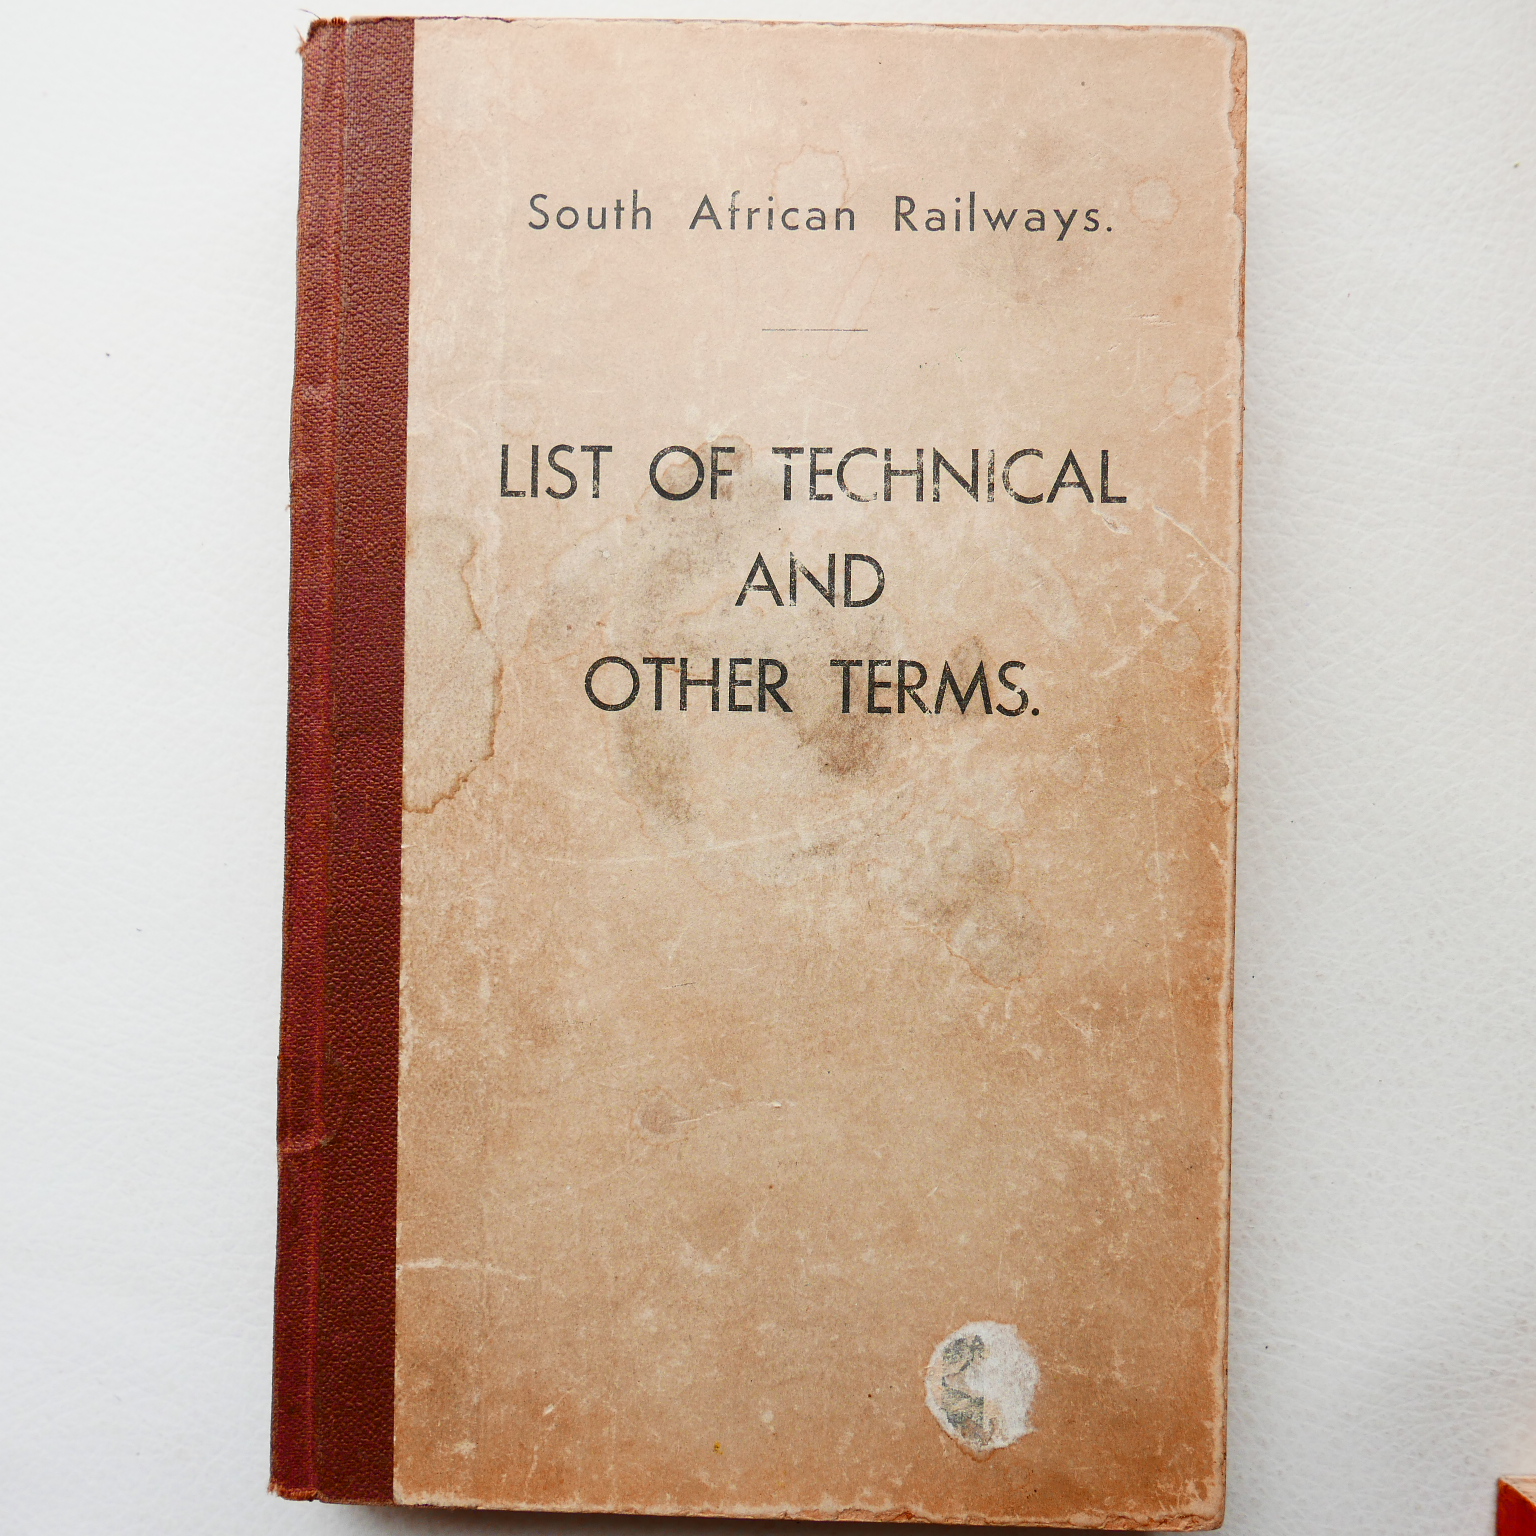 South African Railways.
LIST OF TECHNICAL
AND
OTHER TERMS.